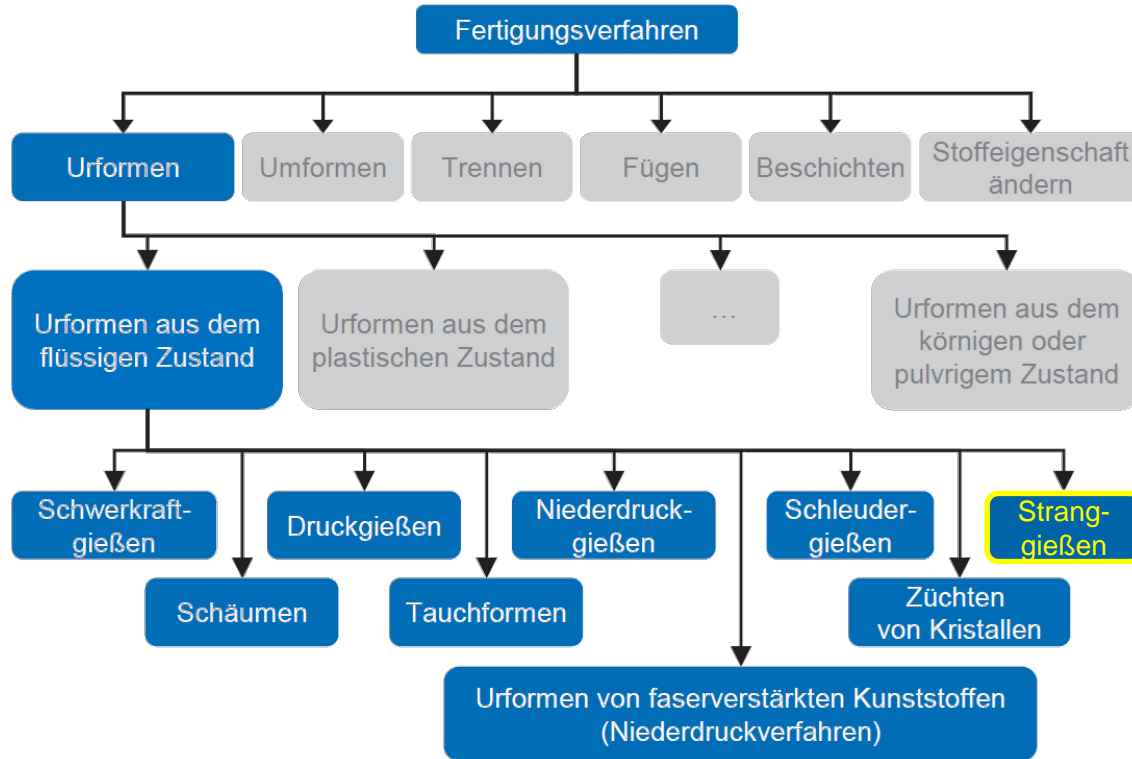 Fertigungsverfahren
Urformen
Umformen
Trennen
Fügen
Beschichten
Stoffeigenschaft
ändern
Urformen aus dem
flüssigen Zustand
Urformen aus dem
plastischen Zustand
...
Urformen aus dem
körnigen oder
pulvrigem Zustand
Schwerkraft-
gießen
Druckgießen
Niederdruck-
gießen
Schleuder-
gießen
Strang-
gießen
Schäumen
Tauchformen
Züchten
von Kristallen
Urformen von faserverstärkten Kunststoffen
(Niederdruckverfahren)